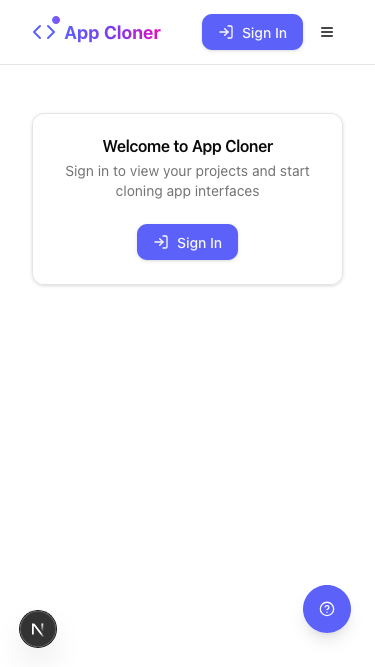 App Cloner
Sign In
Welcome to App Cloner
Sign in to view your projects and start
cloning app interfaces
Sign In
N